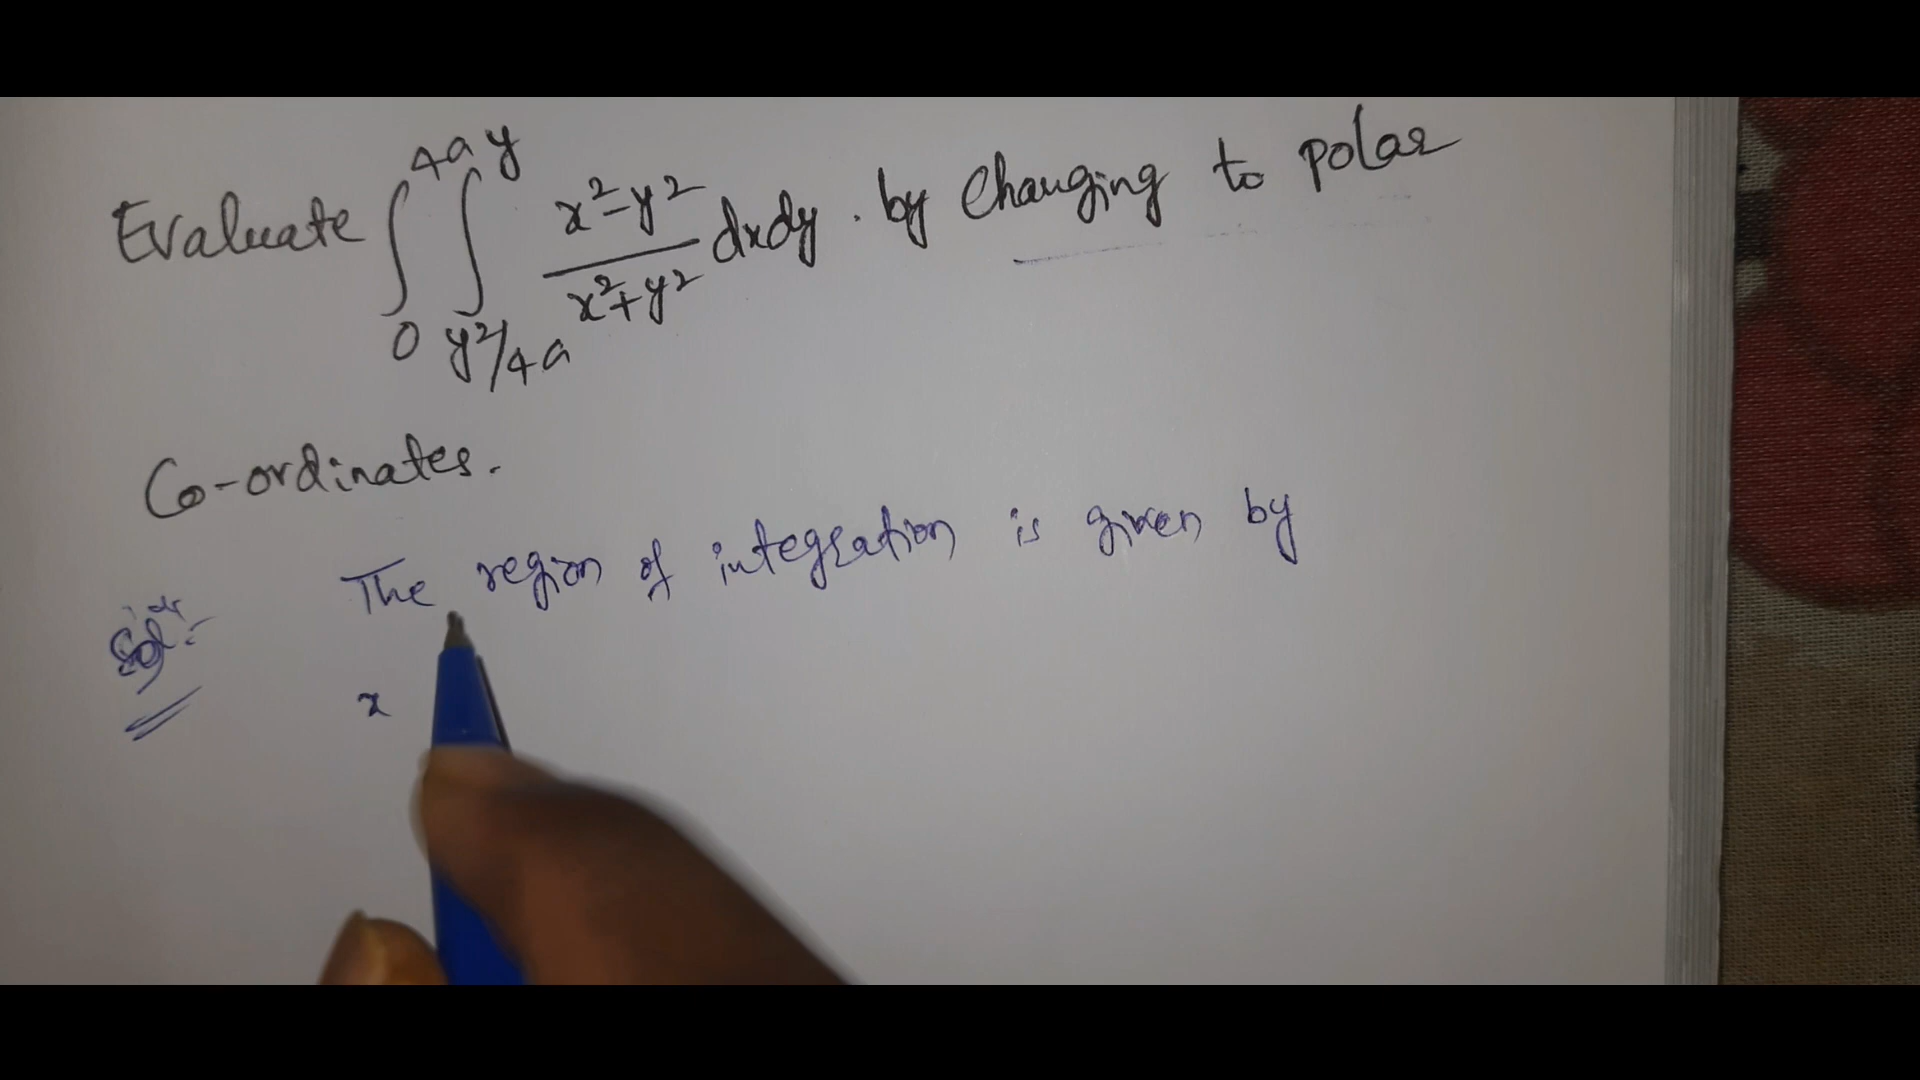 Evaluate ∫₀^{4a} ∫_{y²/4a}^{y} (x²-y²)/(x²+y²) dxdy . by Changing to polar
Co-ordinates.
Sol:- The region of integration is given by
x